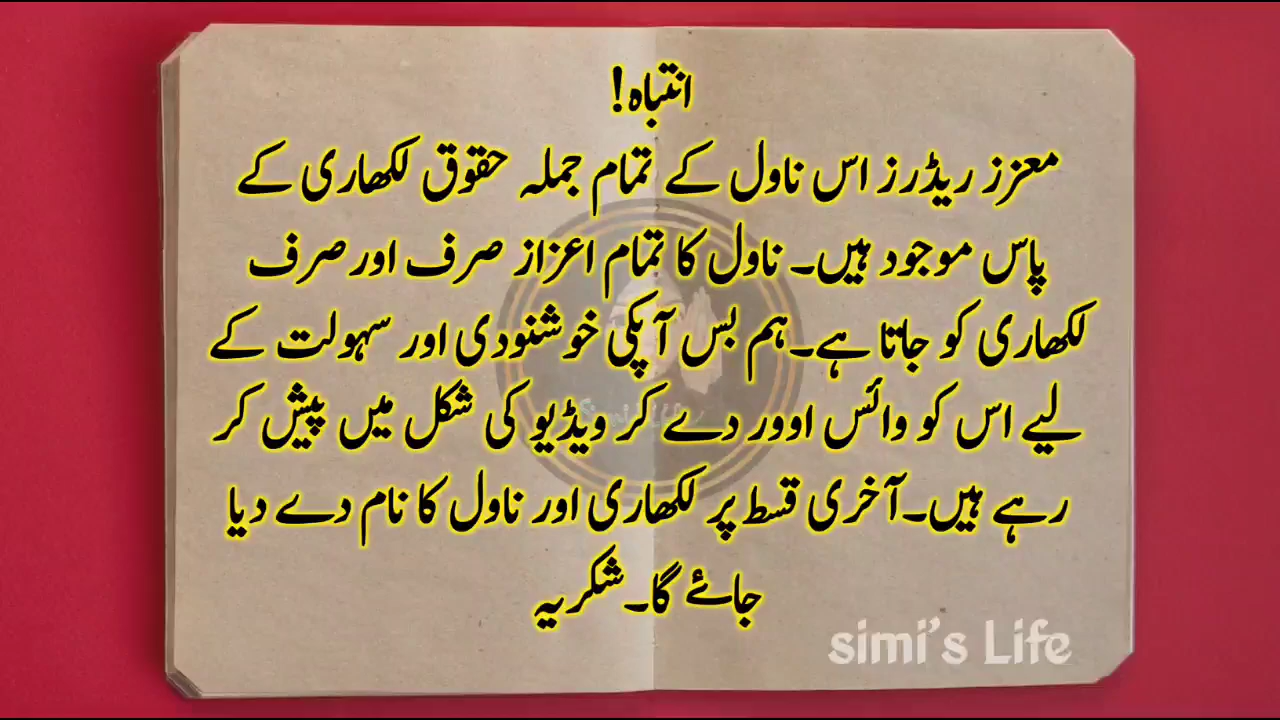 انتباہ!
معزز ریڈرز اس ناول کے تمام جملہ حقوق لکھاری کے
پاس موجود ہیں۔ ناول کا تمام اعزاز صرف اور صرف
لکھاری کو جاتا ہے۔ہم بس آپکی خوشنودی اور سہولت کے
لیے اس کو وائس اوور دے کر ویڈیو کی شکل میں پیش کر
رہے ہیں۔آخری قسط پر لکھاری اور ناول کا نام دے دیا
جائے گا۔شکریہ
simi's Life